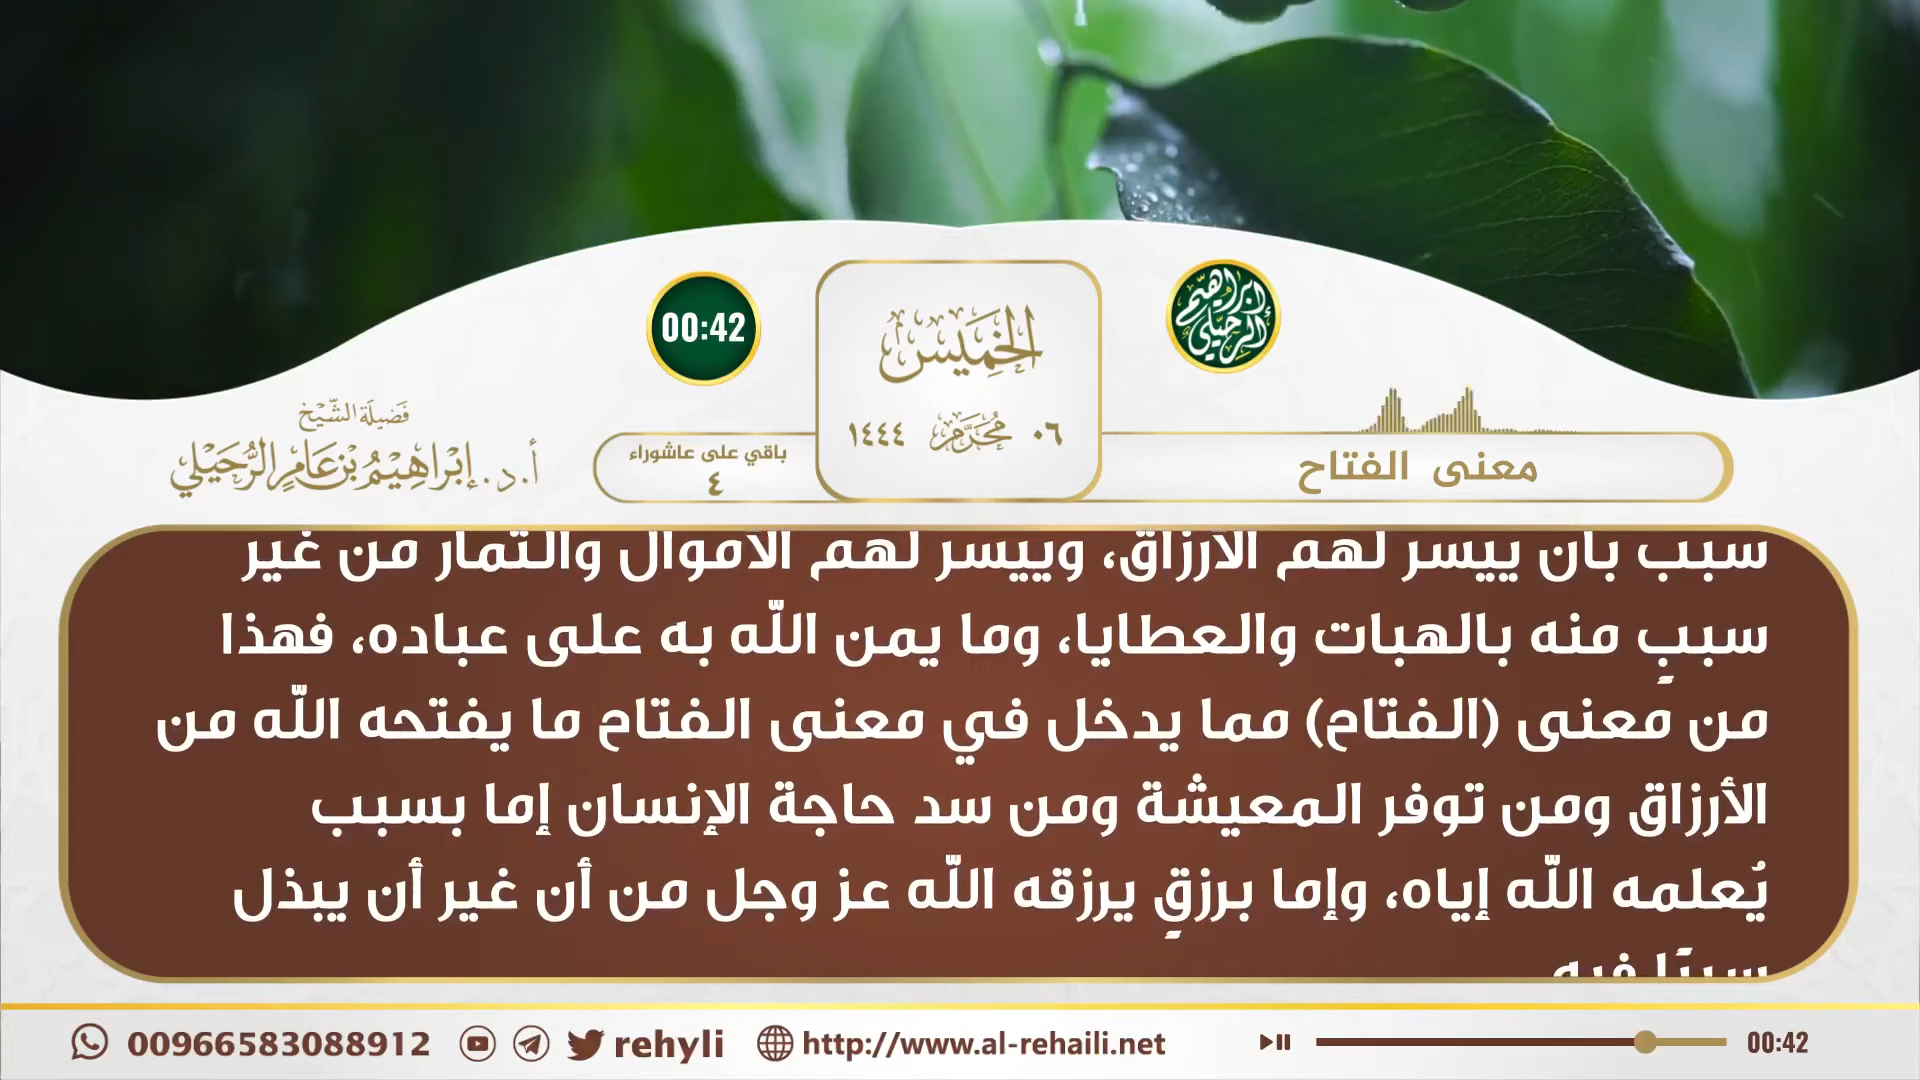 الخميس
٠٦ محرم ١٤٤٤
00:42
إبراهيم الرحيلي
معنى الفتاح
باقي على عاشوراء
٤
فضيلة الشيخ
أ.د. إبراهيم بن عامر الرحيلي
سبب بأن ييسر لهم الأرزاق، وييسر لهم الأموال والثمار من غير
سببٍ منه بالهبات والعطايا، وما يمن الله به على عباده، فهذا
من معنى (الفتاح) مما يدخل في معنى الفتاح ما يفتحه الله من
الأرزاق ومن توفر المعيشة ومن سد حاجة الإنسان إما بسبب
يُعلمه الله إياه، وإما برزقٍ يرزقه الله عز وجل من أن غير أن يبذل
سببًا فيه
00966583088912
rehyli
http://www.al-rehaili.net
00:42